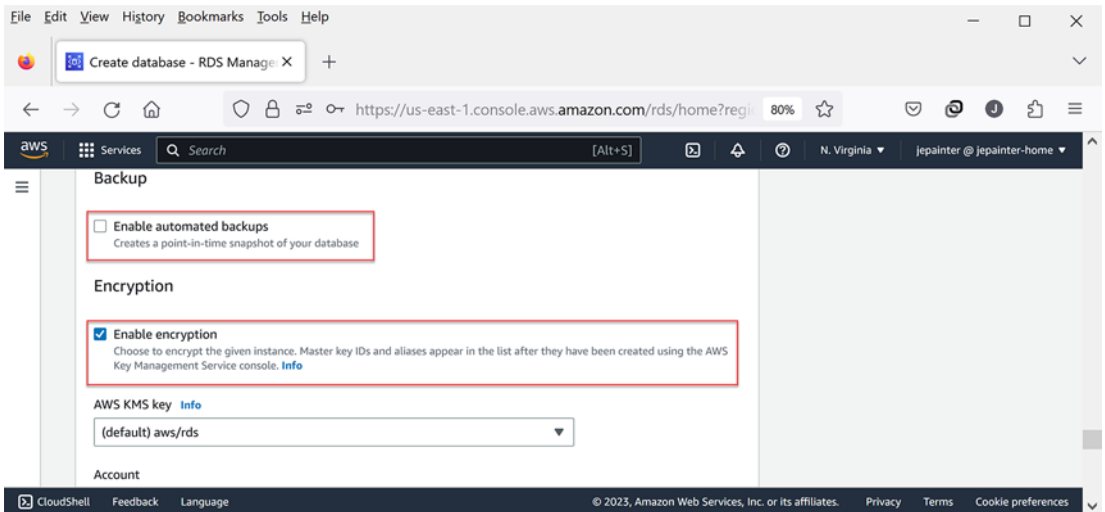 File Edit View History Bookmarks Tools Help
Create database - RDS Manage
https://us-east-1.console.aws.amazon.com/rds/home?regi 80%
aws Services Search [Alt+S] N. Virginia jepainter @ jepainter-home
Backup
Enable automated backups
Creates a point-in-time snapshot of your database
Encryption
Enable encryption
Choose to encrypt the given instance. Master key IDs and aliases appear in the list after they have been created using the AWS
Key Management Service console. Info
AWS KMS key Info
(default) aws/rds
Account
CloudShell Feedback Language © 2023, Amazon Web Services, Inc. or its affiliates. Privacy Terms Cookie preferences